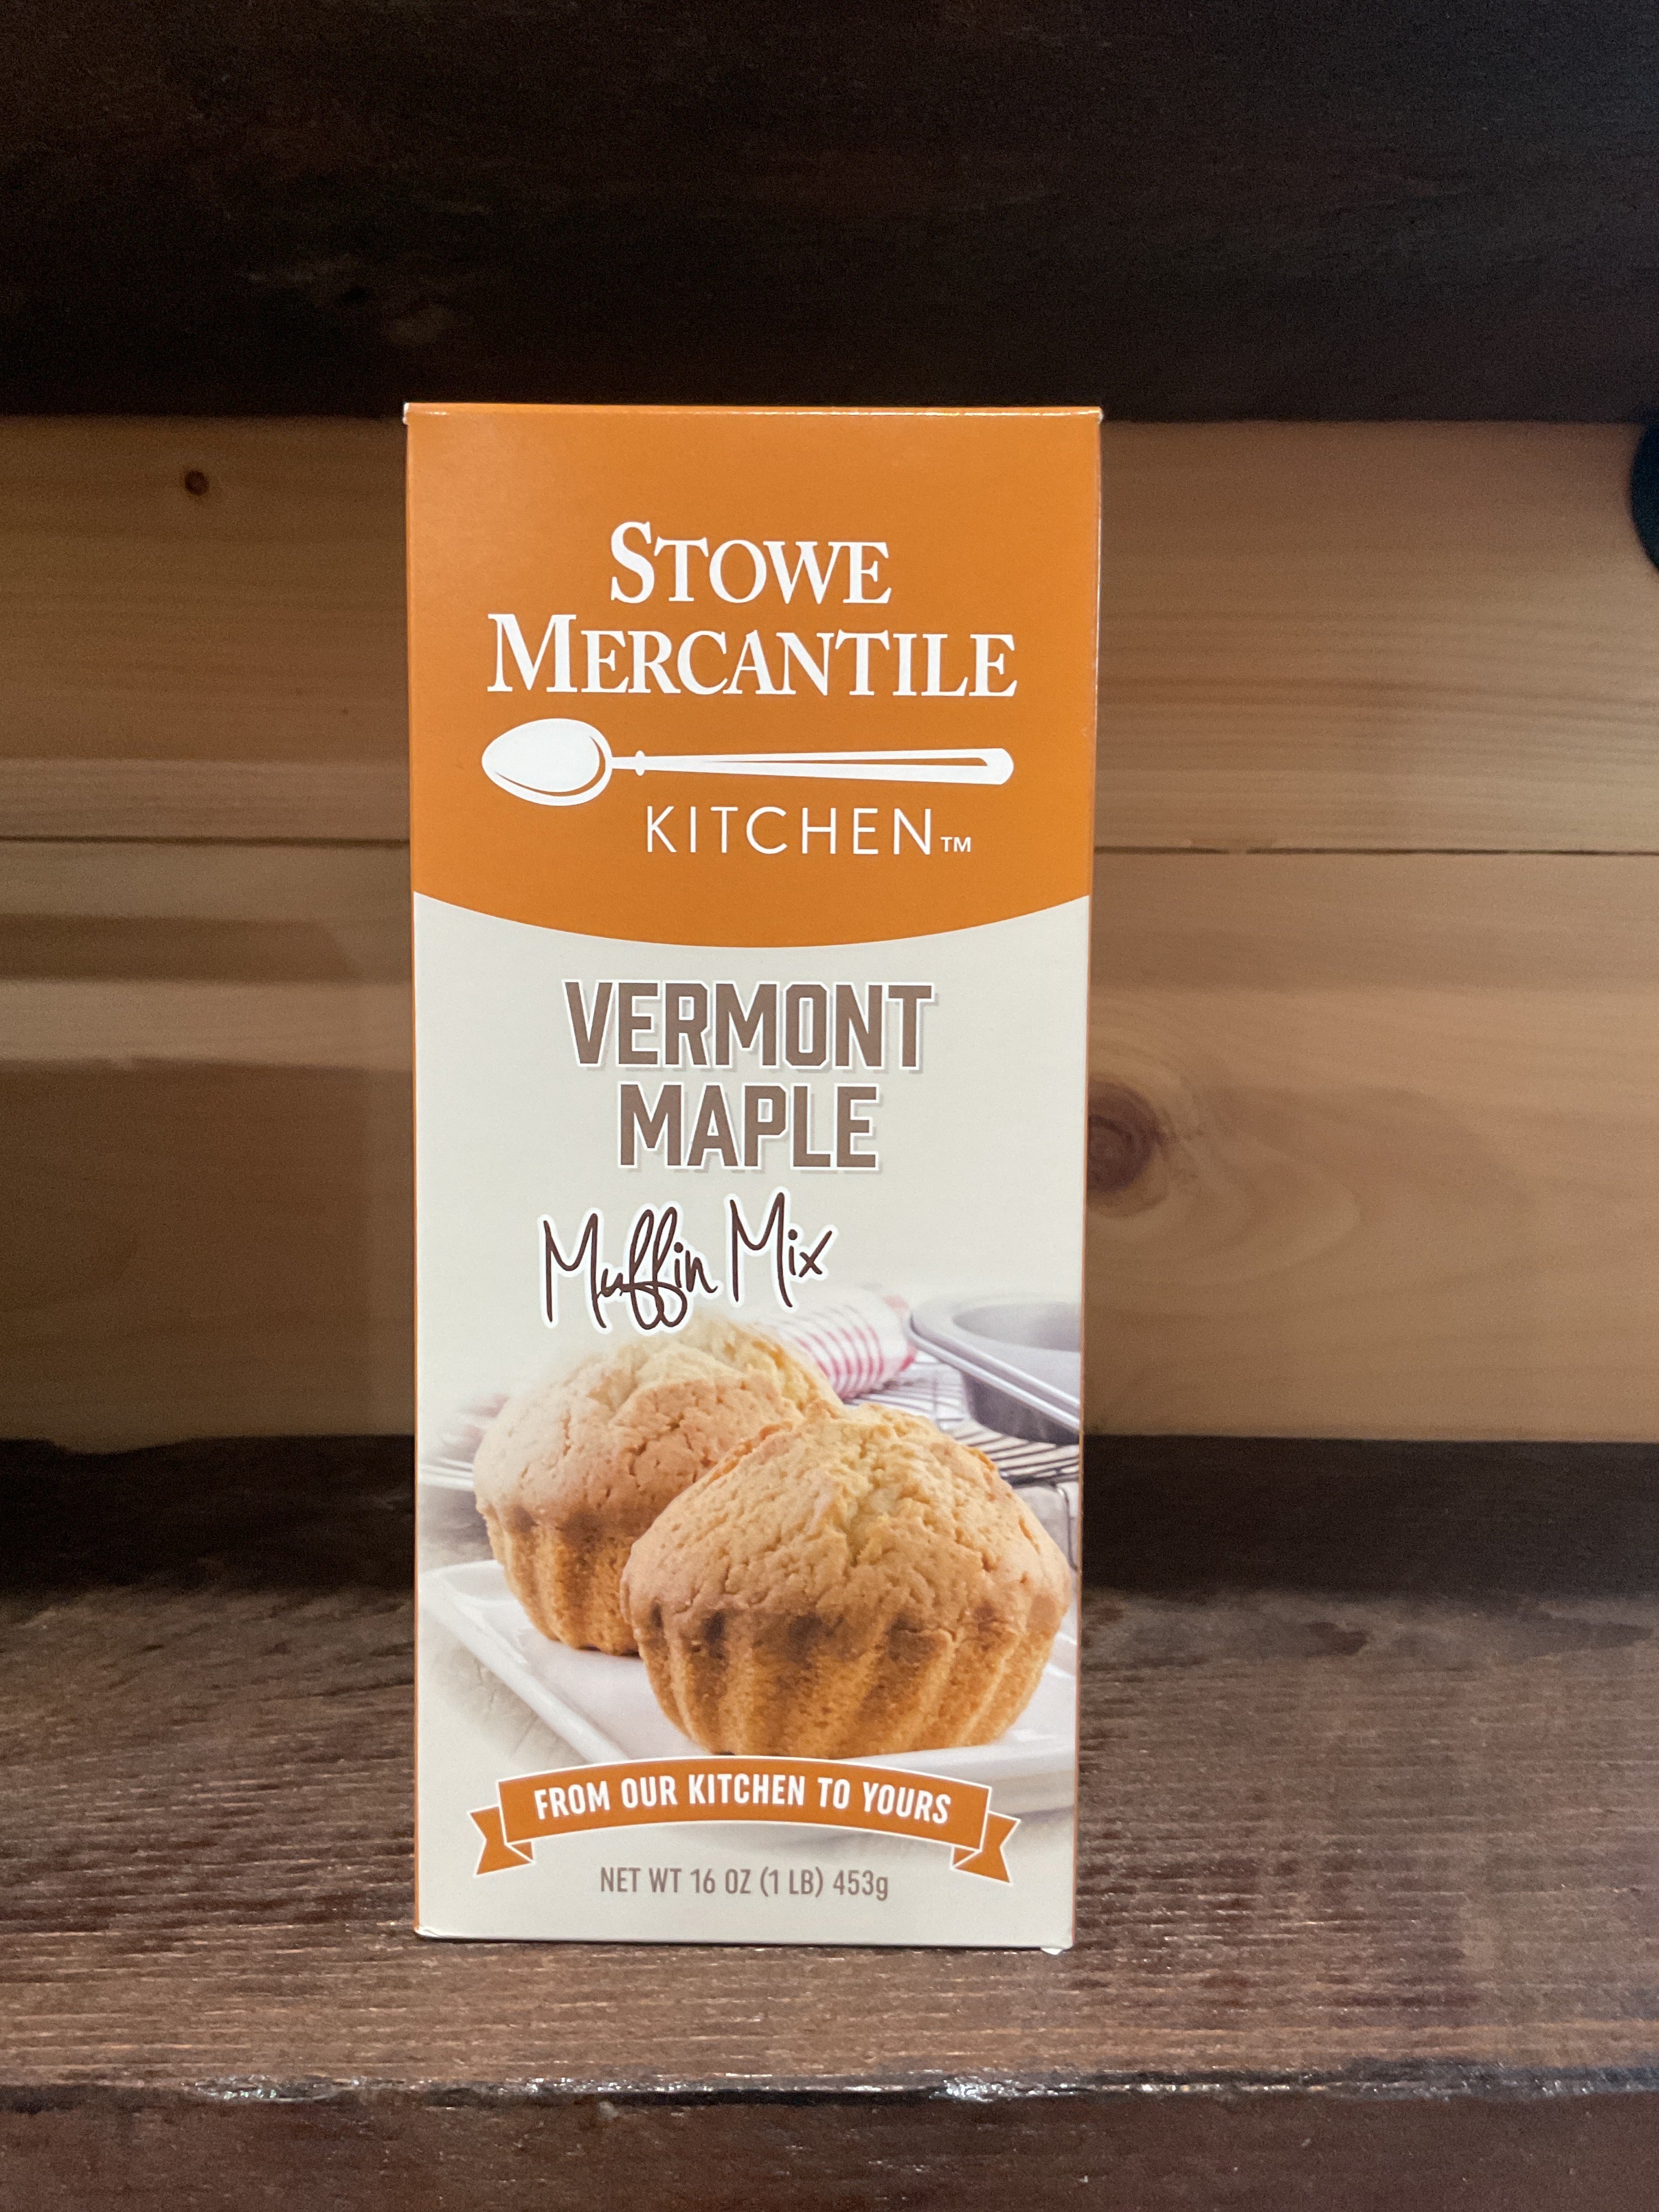 STOWE
MERCANTILE
KITCHEN™
VERMONT
MAPLE
Muffin Mix
FROM OUR KITCHEN TO YOURS
NET WT 16 OZ (1 LB) 453g